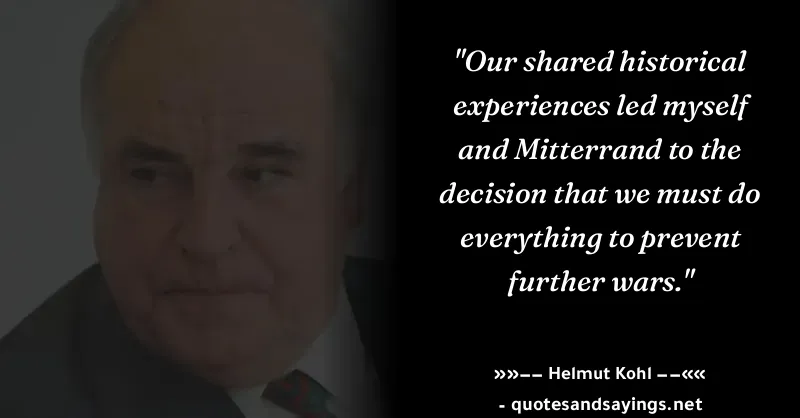 "Our shared historical
experiences led myself
and Mitterrand to the
decision that we must do
everything to prevent
further wars."
»»−− Helmut Kohl −−««
- quotesandsayings.net